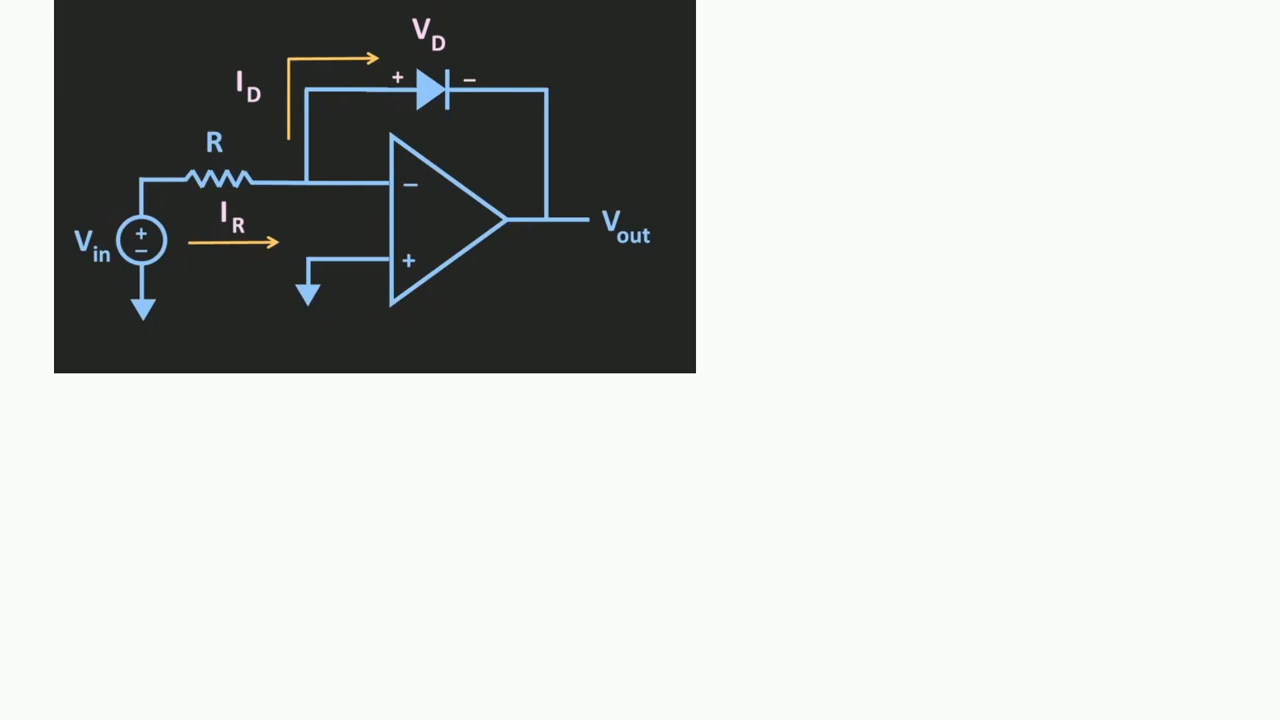 V_D
+ −
I_D
R
−
I_R
V_in
+
−
V_out
+